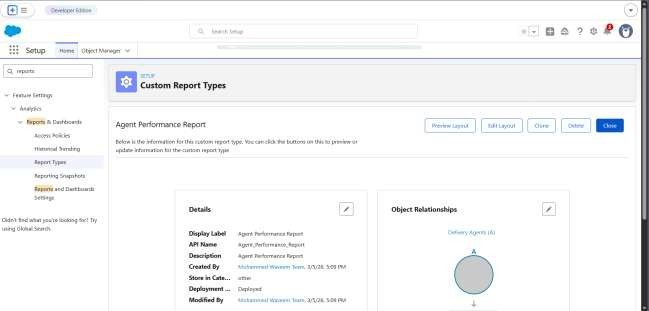 Developer Edition
Search Setup
2
Setup
Home
Object Manager
reports
Feature Settings
Analytics
Reports & Dashboards
Access Policies
Historical Trending
Report Types
Reporting Snapshots
Reports and Dashboards
Settings
Didn't find what you're looking for? Try
using Global Search.
SETUP
Custom Report Types
Agent Performance Report
Preview Layout
Edit Layout
Clone
Delete
Close
Below is the information for this custom report type. You can click the buttons on this to preview or
update information for the custom report type
Details
Display Label Agent Performance Report
API Name Agent_Performance_Report
Description Agent Performance Report
Created By Mohammed Waseem Team, 3/5/26, 5:09 PM
Store in Cate... other
Deployment ... Deployed
Modified By Mohammed Waseem Team, 3/5/26, 5:09 PM
Object Relationships
Delivery Agents (A)
A